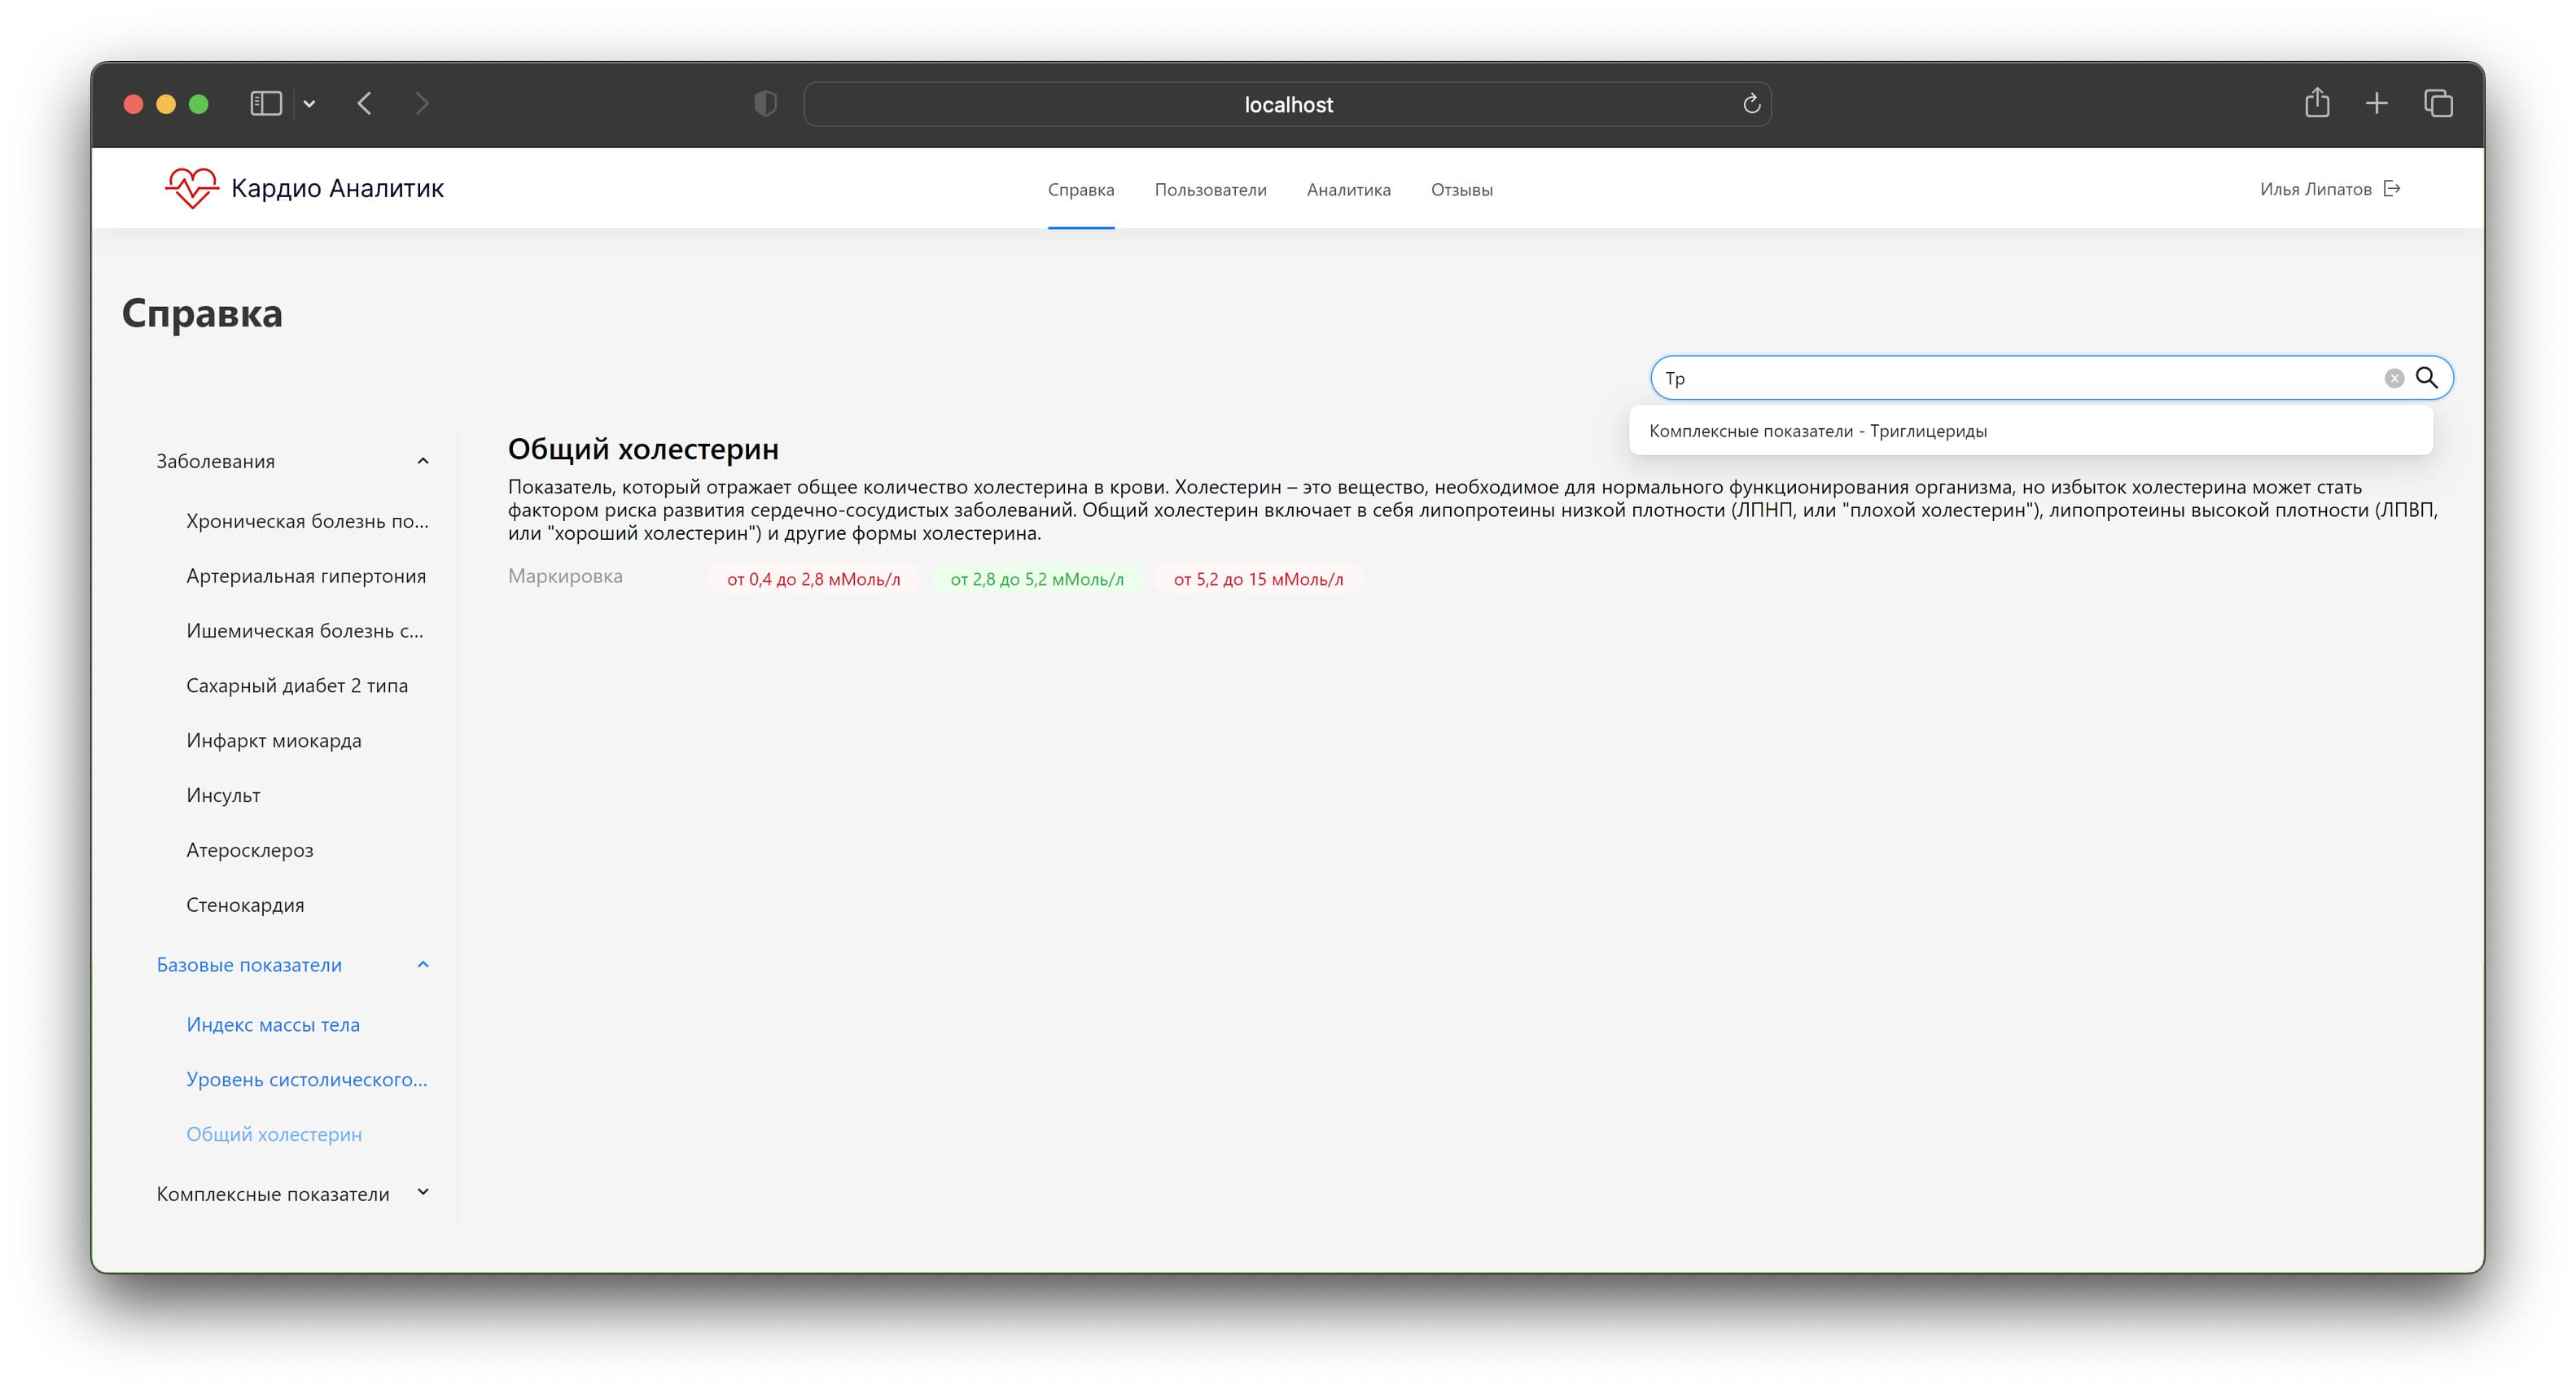 localhost
Кардио Аналитик
Справка
Пользователи
Аналитика
Отзывы
Илья Липатов
Справка
Тр
Комплексные показатели - Триглицериды
Заболевания
Хроническая болезнь по...
Артериальная гипертония
Ишемическая болезнь с...
Сахарный диабет 2 типа
Инфаркт миокарда
Инсульт
Атеросклероз
Стенокардия
Базовые показатели
Индекс массы тела
Уровень систолического...
Общий холестерин
Комплексные показатели
Общий холестерин
Показатель, который отражает общее количество холестерина в крови. Холестерин – это вещество, необходимое для нормального функционирования организма, но избыток холестерина может стать
фактором риска развития сердечно-сосудистых заболеваний. Общий холестерин включает в себя липопротеины низкой плотности (ЛПНП, или "плохой холестерин"), липопротеины высокой плотности (ЛПВП,
или "хороший холестерин") и другие формы холестерина.
Маркировка
от 0,4 до 2,8 мМоль/л
от 2,8 до 5,2 мМоль/л
от 5,2 до 15 мМоль/л